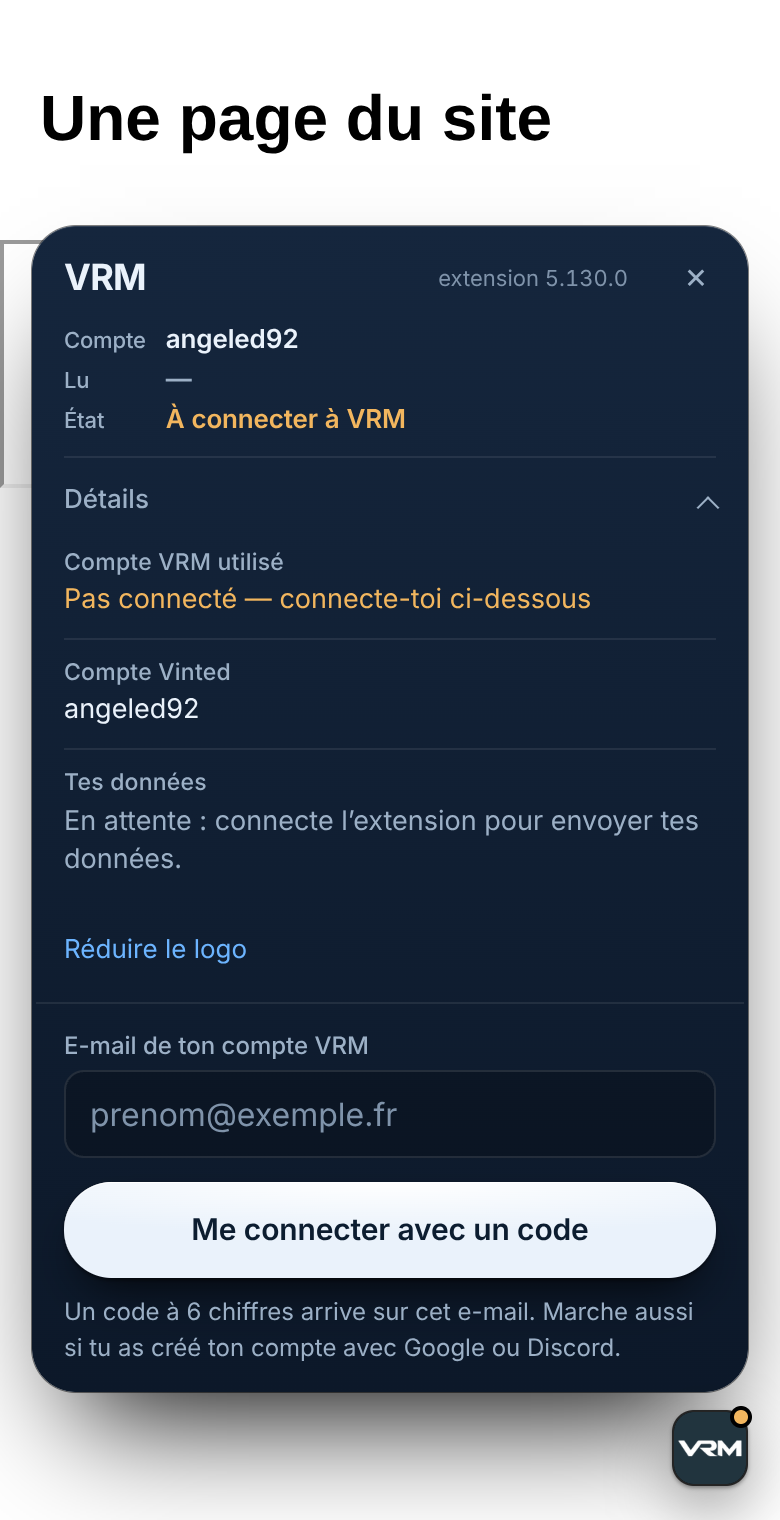 Une page du site
VRM
extension 5.130.0
✕
Compte angeled92
Lu —
État À connecter à VRM
Détails
Compte VRM utilisé
Pas connecté — connecte-toi ci-dessous
Compte Vinted
angeled92
Tes données
En attente : connecte l’extension pour envoyer tes
données.
Réduire le logo
E-mail de ton compte VRM
prenom@exemple.fr
Me connecter avec un code
Un code à 6 chiffres arrive sur cet e-mail. Marche aussi
si tu as créé ton compte avec Google ou Discord.
VRM